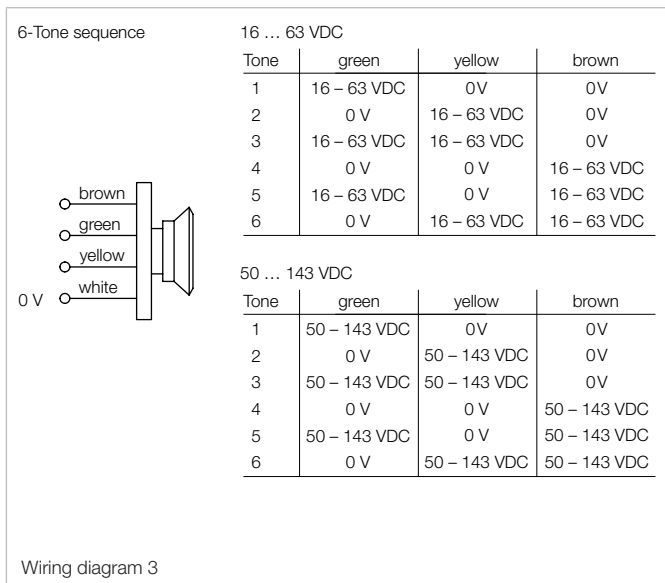 6-Tone sequence
16 … 63 VDC
Tone green yellow brown
1 16 – 63 VDC 0V 0V
2 0 V 16 – 63 VDC 0V
3 16 – 63 VDC 16 – 63 VDC 0V
4 0 V 0 V 16 – 63 VDC
5 16 – 63 VDC 0 V 16 – 63 VDC
6 0 V 16 – 63 VDC 16 – 63 VDC
brown
green
yellow
white
0 V
50 … 143 VDC
Tone green yellow brown
1 50 – 143 VDC 0V 0V
2 0 V 50 – 143 VDC 0V
3 50 – 143 VDC 50 – 143 VDC 0V
4 0 V 0 V 50 – 143 VDC
5 50 – 143 VDC 0 V 50 – 143 VDC
6 0 V 50 – 143 VDC 50 – 143 VDC
Wiring diagram 3